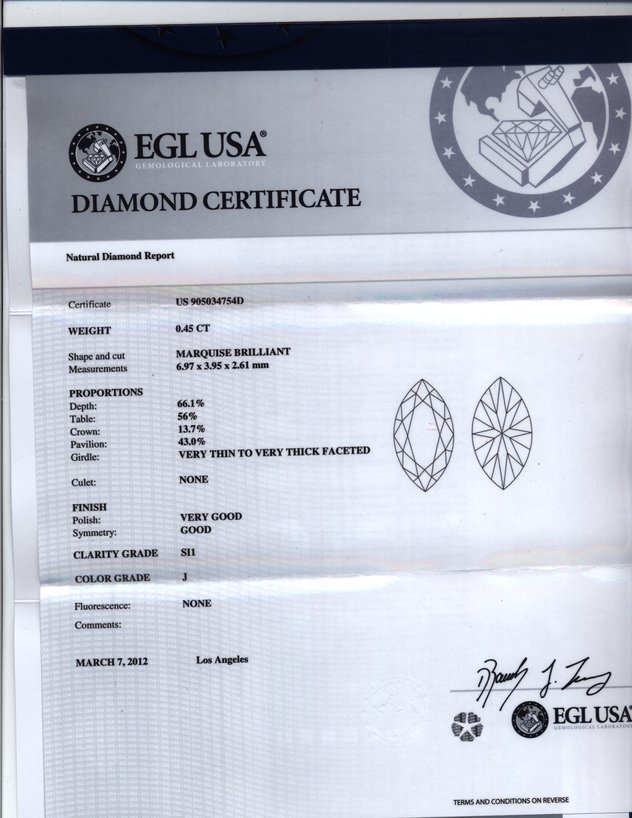 EGL USA®
GEMOLOGICAL LABORATORY
DIAMOND CERTIFICATE
Natural Diamond Report
Certificate US 905034754D
WEIGHT 0.45 CT
Shape and cut MARQUISE BRILLIANT
Measurements 6.97 x 3.95 x 2.61 mm
PROPORTIONS
Depth: 66.1%
Table: 56%
Crown: 13.7%
Pavilion: 43.0%
Girdle: VERY THIN TO VERY THICK FACETED
Culet: NONE
FINISH
Polish: VERY GOOD
Symmetry: GOOD
CLARITY GRADE SI1
COLOR GRADE J
Fluorescence: NONE
Comments:
MARCH 7, 2012 Los Angeles
EGL USA
GEMOLOGICAL LABORATORY
TERMS AND CONDITIONS ON REVERSE